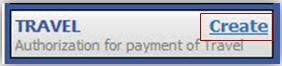 TRAVEL Create
Authorization for payment of Travel